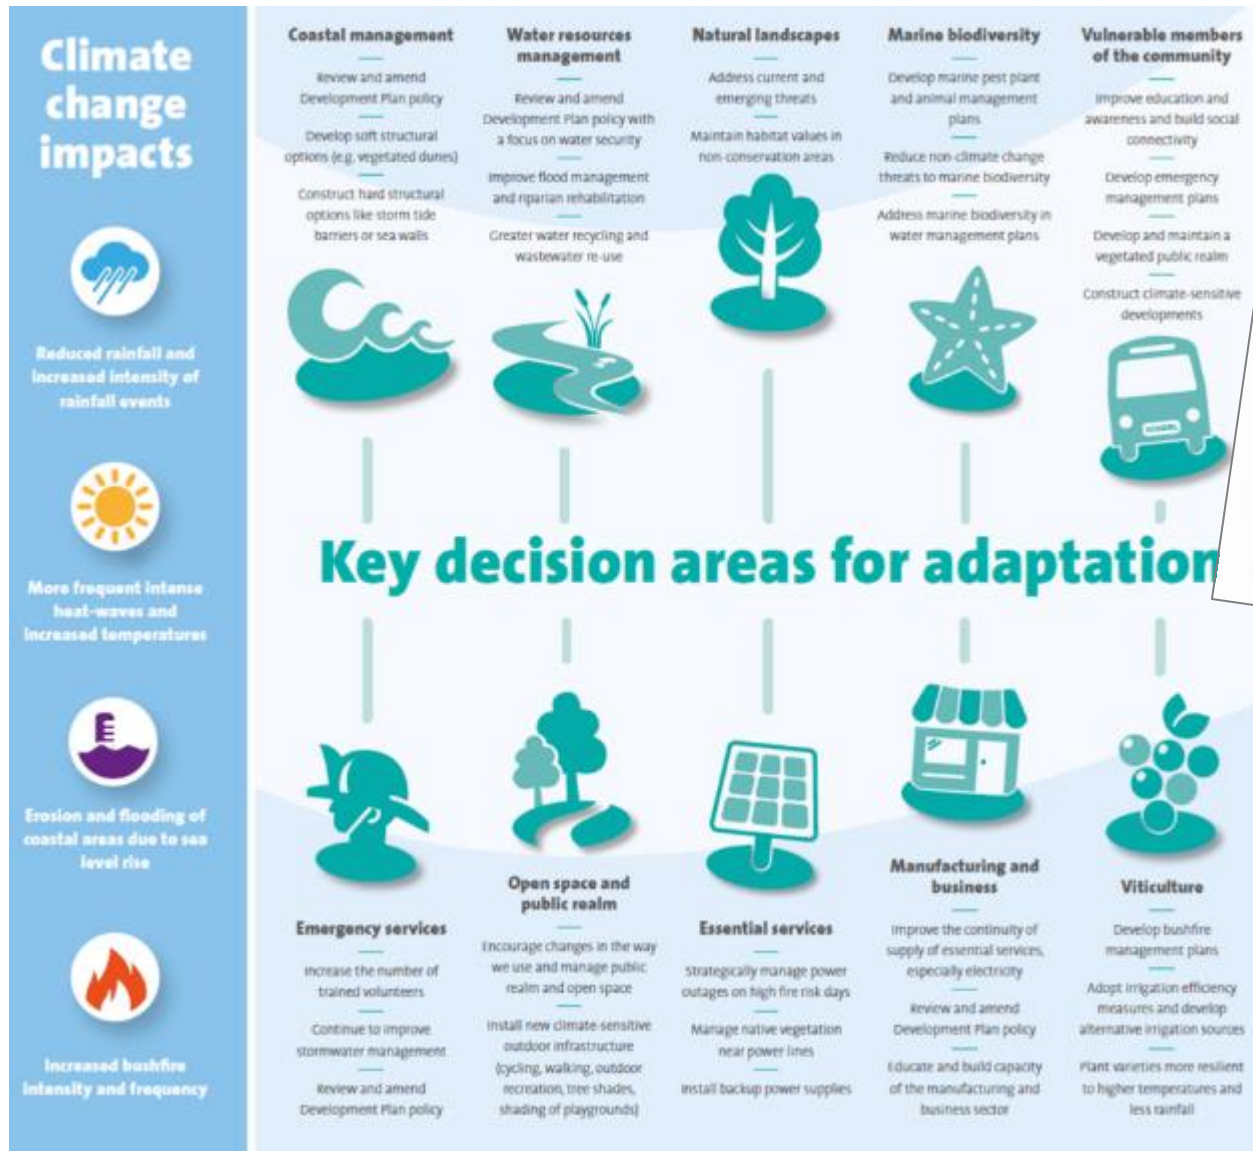 Climate
change
impacts
Reduced rainfall and
increased intensity of
rainfall events
More frequent intense
heat-waves and
increased temperatures
Erosion and flooding of
coastal areas due to sea
level rise
Increased bushfire
intensity and frequency
Coastal management
Review and amend
Development Plan policy
Develop soft structural
options (e.g. vegetated dunes)
Construct hard structural
options like storm tide
barriers or sea walls
Water resources
management
Review and amend
Development Plan policy with
a focus on water security
Improve flood management
and riparian rehabilitation
Greater water recycling and
wastewater re-use
Natural landscapes
Address current and
emerging threats
Maintain habitat values in
non-conservation areas
Marine biodiversity
Develop marine pest plant
and animal management
plans
Reduce non-climate change
threats to marine biodiversity
Address marine biodiversity in
water management plans
Vulnerable members
of the community
Improve education and
awareness and build social
connectivity
Develop emergency
management plans
Develop and maintain a
vegetated public realm
Construct climate-sensitive
developments
SCHOOL
Key decision areas for adaptation
Emergency services
Increase the number of
trained volunteers
Continue to improve
stormwater management
Review and amend
Development Plan policy
Open space and
public realm
Encourage changes in the way
we use and manage public
realm and open space
Install new climate-sensitive
outdoor infrastructure
(cycling, walking, outdoor
recreation, tree shades,
shading of playgrounds)
Essential services
Strategically manage power
outages on high fire risk days
Manage native vegetation
near power lines
Install backup power supplies
Manufacturing and
business
Improve the continuity of
supply of essential services,
especially electricity
Review and amend
Development Plan policy
Educate and build capacity
of the manufacturing and
business sector
Viticulture
Develop bushfire
management plans
Adopt irrigation efficiency
measures and develop
alternative irrigation sources
Plant varieties more resilient
to higher temperatures and
less rainfall